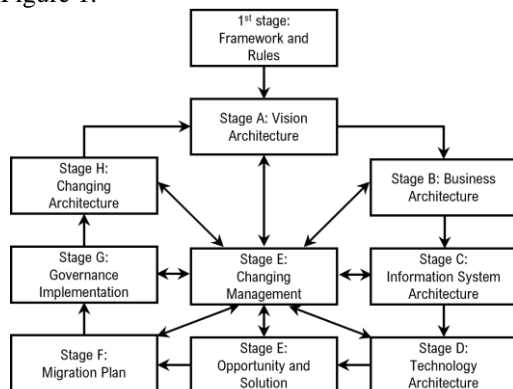 Figure 1.
1st stage:
Framework and
Rules
Stage A: Vision
Architecture
Stage H:
Changing
Architecture
Stage B: Business
Architecture
Stage G:
Governance
Implementation
Stage E:
Changing
Management
Stage C:
Information System
Architecture
Stage F:
Migration Plan
Stage E:
Opportunity and
Solution
Stage D:
Technology
Architecture